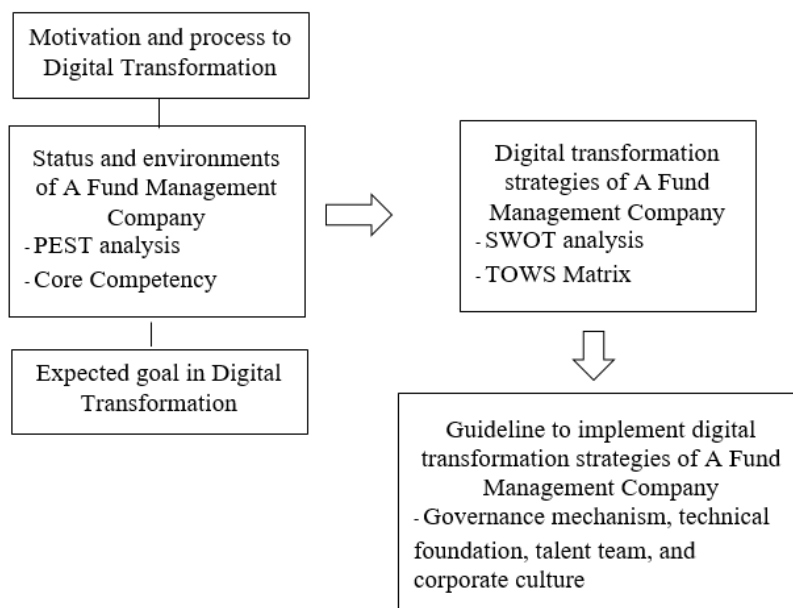 Motivation and process to
Digital Transformation
Status and environments
of A Fund Management
Company
- PEST analysis
- Core Competency
Expected goal in Digital
Transformation
Digital transformation
strategies of A Fund
Management Company
- SWOT analysis
- TOWS Matrix
Guideline to implement digital
transformation strategies of A Fund
Management Company
- Governance mechanism, technical
foundation, talent team, and
corporate culture